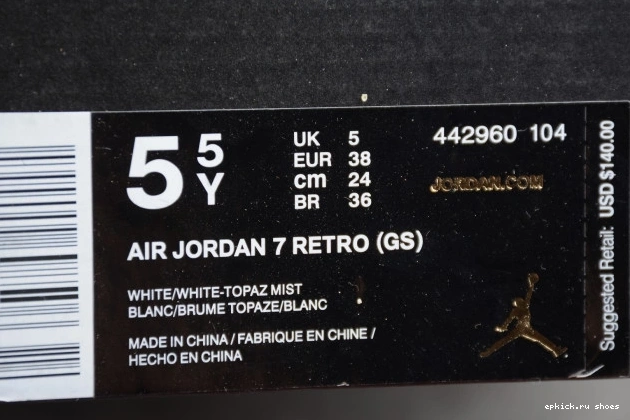 5 5Y
UK 5
EUR 38
cm 24
BR 36
442960 104
JORDAN.COM
AIR JORDAN 7 RETRO (GS)
WHITE/WHITE-TOPAZ MIST
BLANC/BRUME TOPAZE/BLANC
MADE IN CHINA / FABRIQUE EN CHINE /
HECHO EN CHINA
Suggested Retail: USD $140.00
epkick.ru shoes